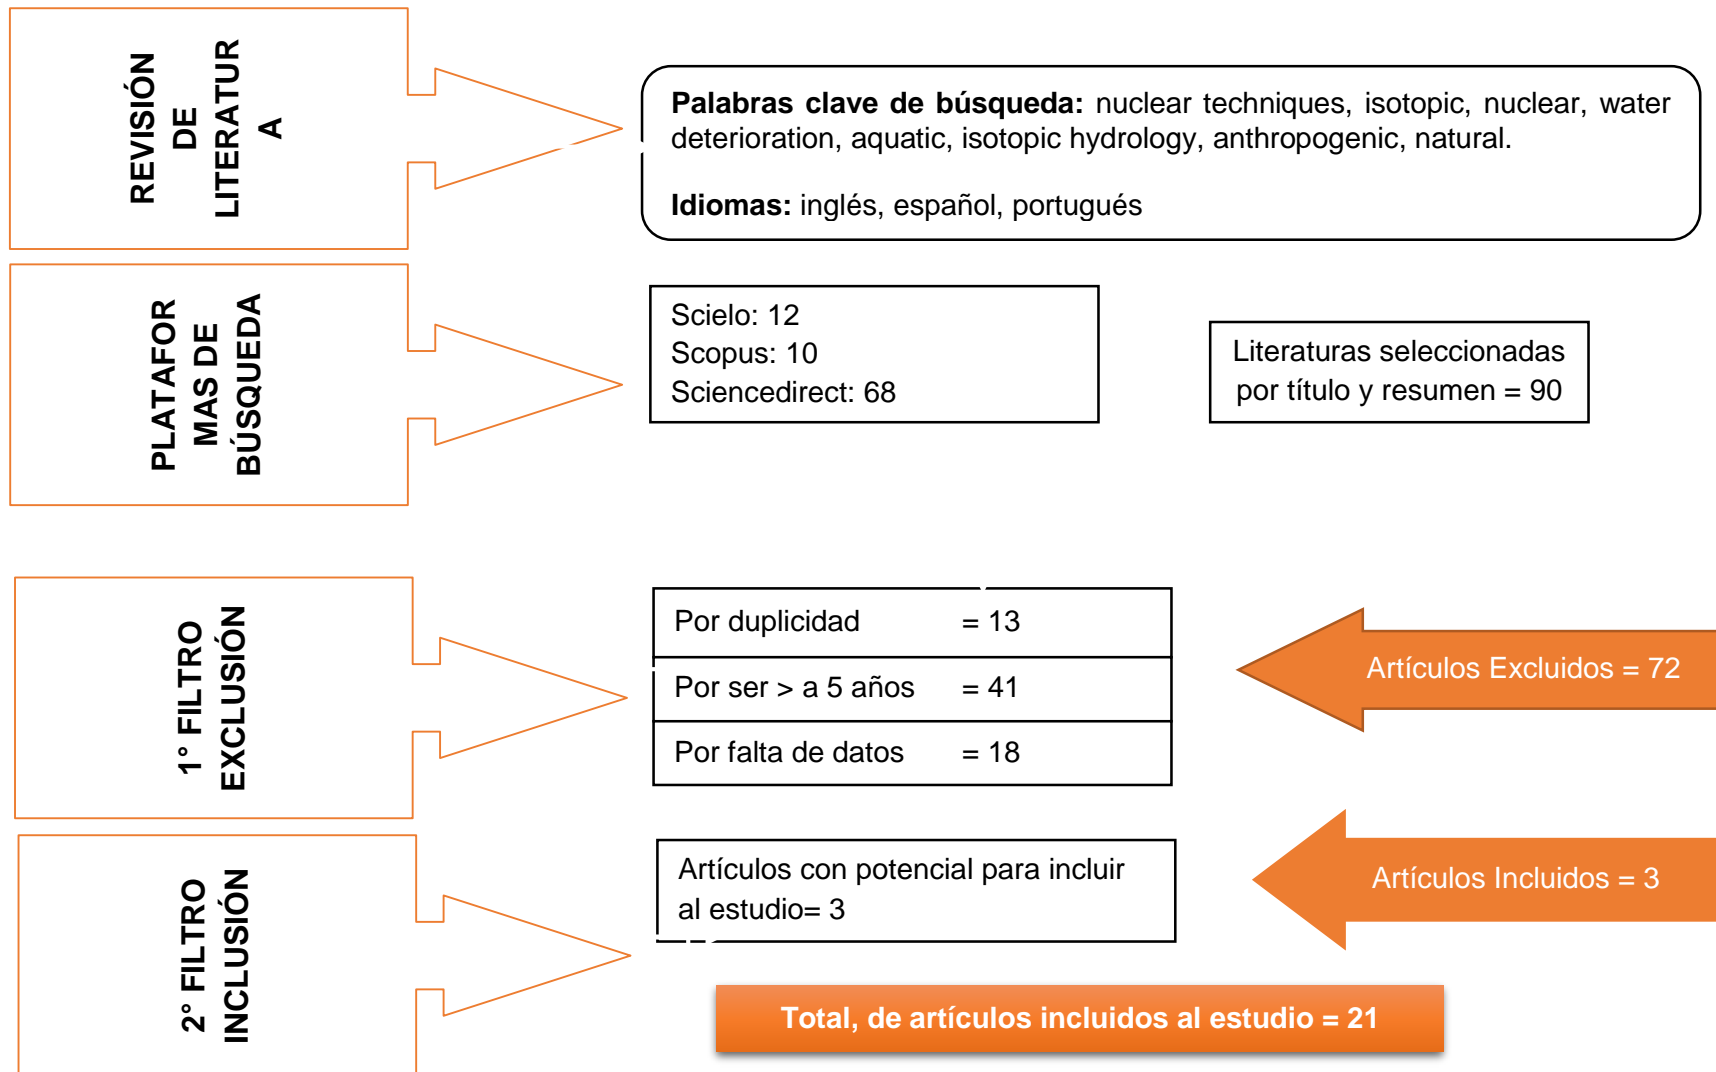 REVISIÓN
DE
LITERATUR
A
Palabras clave de búsqueda: nuclear techniques, isotopic, nuclear, water
deterioration, aquatic, isotopic hydrology, anthropogenic, natural.
Idiomas: inglés, español, portugués
PLATAFOR
MAS DE
BÚSQUEDA
Scielo: 12
Scopus: 10
Sciencedirect: 68
Literaturas seleccionadas
por título y resumen = 90
1° FILTRO
EXCLUSIÓN
Por duplicidad = 13
Por ser > a 5 años = 41
Por falta de datos = 18
Artículos Excluidos = 72
2° FILTRO
INCLUSIÓN
Artículos con potencial para incluir
al estudio= 3
Artículos Incluidos = 3
Total, de artículos incluidos al estudio = 21